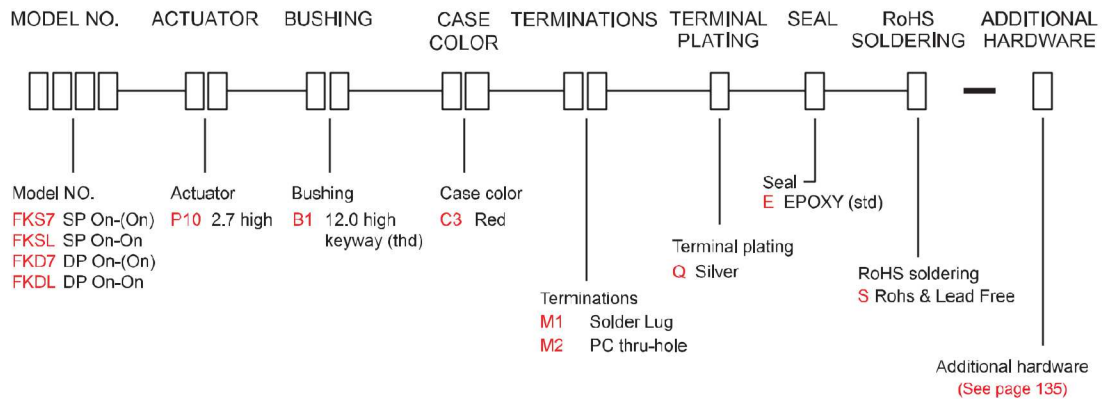 MODEL NO.
ACTUATOR
BUSHING
CASE
COLOR
TERMINATIONS
TERMINAL
PLATING
SEAL
RoHS
SOLDERING
ADDITIONAL
HARDWARE
Model NO.
FKS7 SP On-(On)
FKSL SP On-On
FKD7 DP On-(On)
FKDL DP On-On
Actuator
P10 2.7 high
Bushing
B1 12.0 high
keyway (thd)
Case color
C3 Red
Terminations
M1 Solder Lug
M2 PC thru-hole
Terminal plating
Q Silver
Seal
E EPOXY (std)
RoHS soldering
S Rohs & Lead Free
Additional hardware
(See page 135)